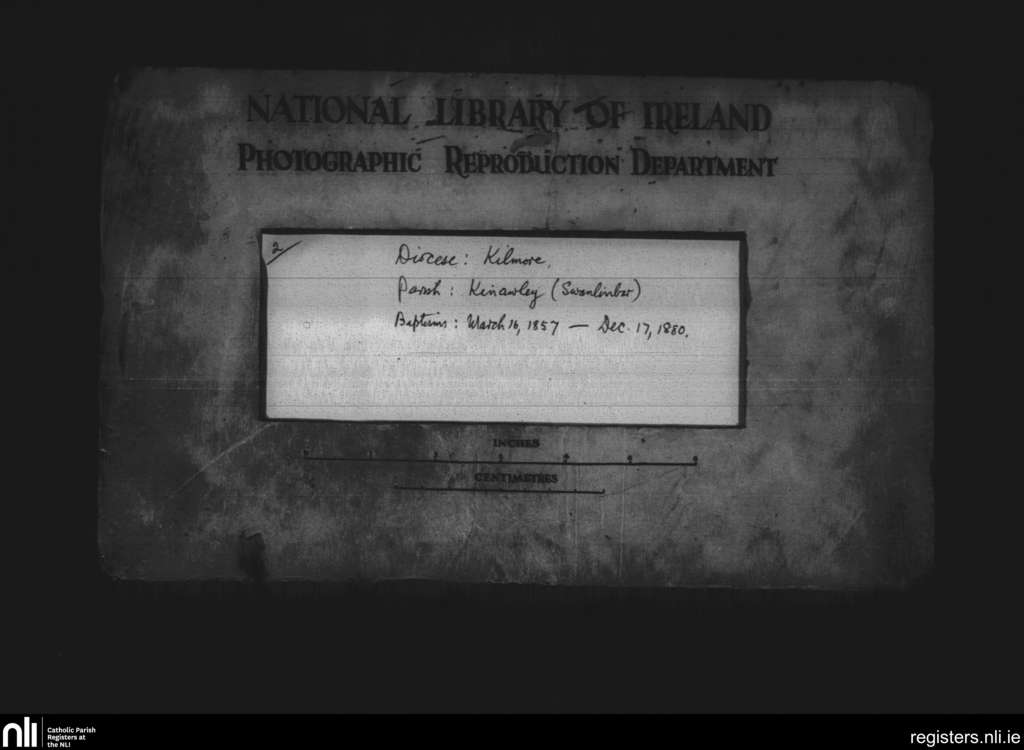 NATIONAL LIBRARY OF IRELAND
PHOTOGRAPHIC REPRODUCTION DEPARTMENT
2
Diocese: Kilmore.
Parish: Kinawley (Swanlinbar)
Baptisms: March 16, 1857 — Dec. 17, 1880.
INCHES
CENTIMETRES
nli
Catholic Parish
Registers at
the NLI
registers.nli.ie